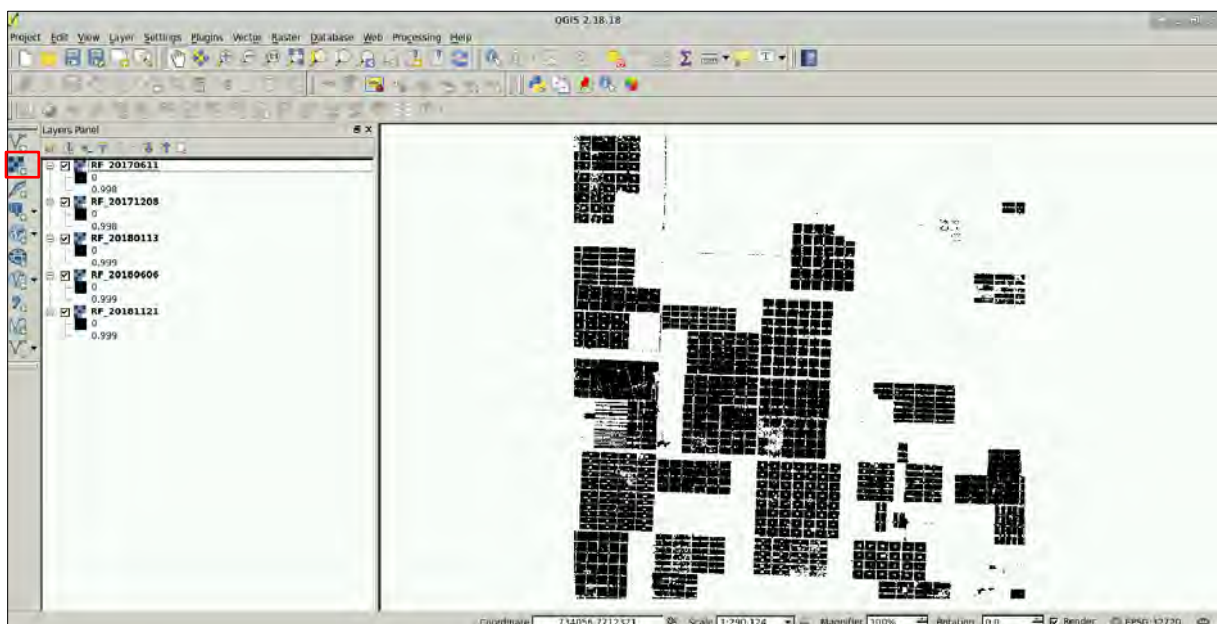 QGIS 2.18.18
Project Edit View Layer Settings Plugins Vector Raster Database Web Processing Help
Layers Panel
RF_20170611
0
0.998
RF_20171208
0
0.998
RF_20180113
0
0.999
RF_20180606
0
0.999
RF_20181121
0
0.999
Coordinate 734056,7712321 Scale 1:290,124 Magnifier 100% Rotation 0.0 Render EPSG:32720